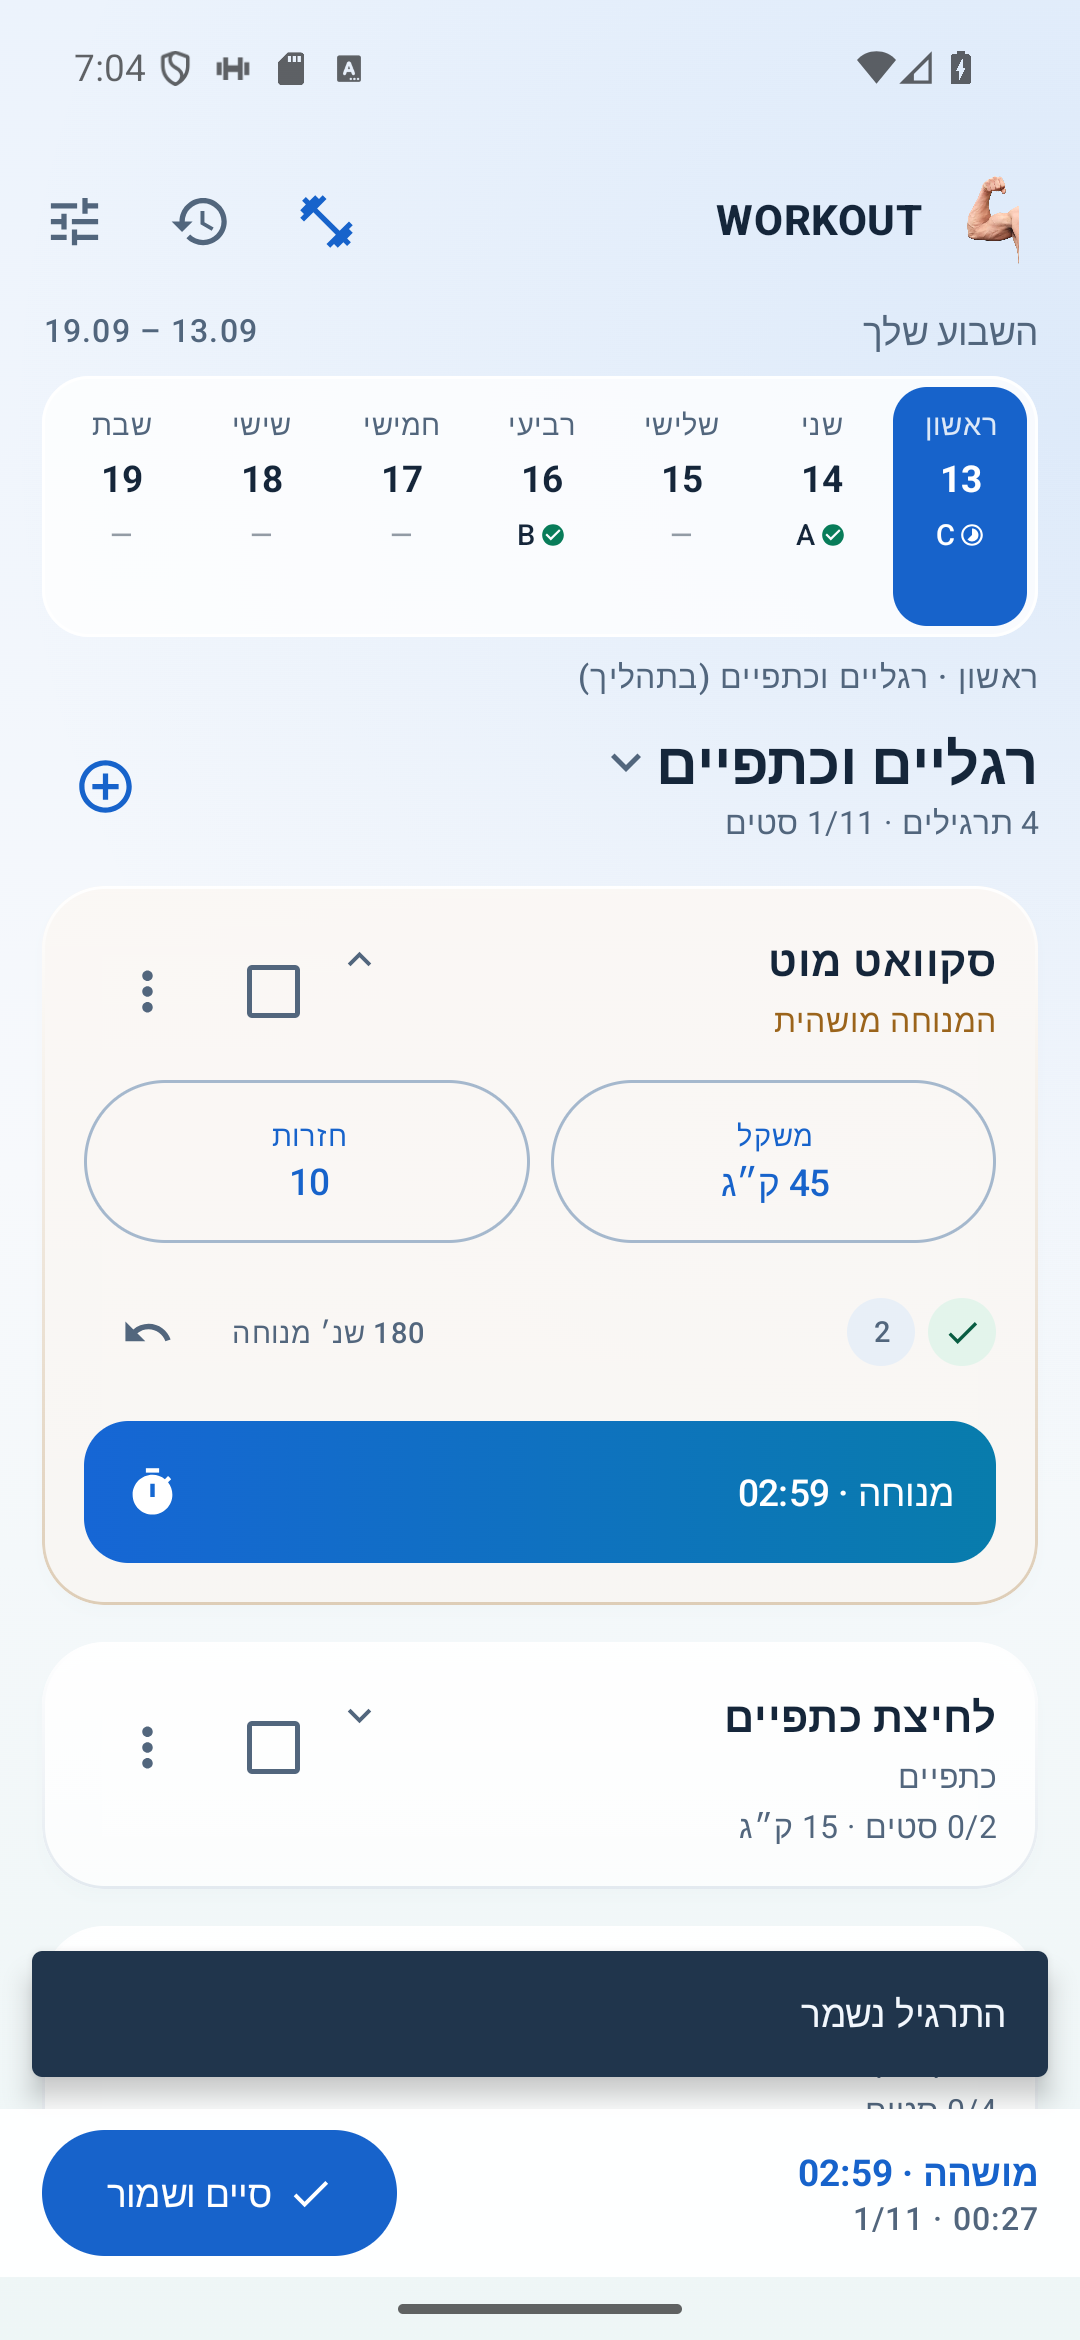 7:04
WORKOUT
השבוע שלך
13.09 – 19.09
ראשון
13
C
שני
14
A
שלישי
15
–
רביעי
16
B
חמישי
17
–
שישי
18
–
שבת
19
–
ראשון · רגליים וכתפיים (בתהליך)
רגליים וכתפיים
4 תרגילים · 1/11 סטים
סקוואט מוט
המנוחה מושהית
משקל
45 ק״ג
חזרות
10
2
180 שנ׳ מנוחה
מנוחה · 02:59
לחיצת כתפיים
כתפיים
0/2 סטים · 15 ק״ג
התרגיל נשמר
0/4 סטים
מושהה · 02:59
00:27 · 1/11
סיים ושמור